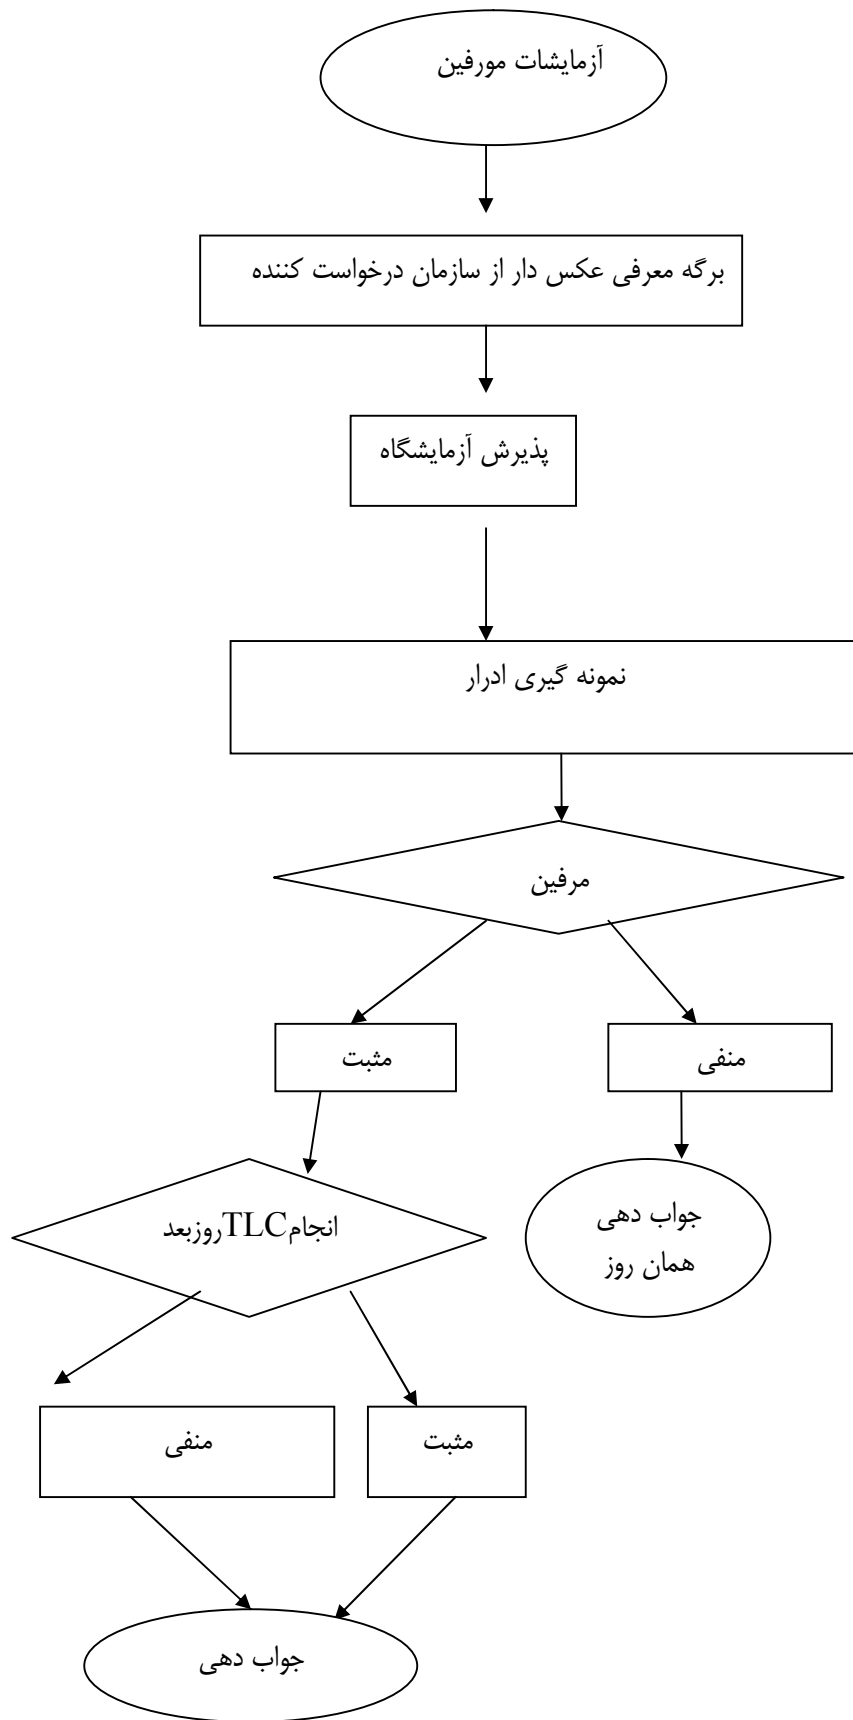 آزمایشات مورفین
برگه معرفی عکس دار از سازمان درخواست کننده
پذیرش آزمایشگاه
نمونه گیری ادرار
مرفین
مثبت
منفی
انجامTLCروزبعد
جواب دهی
همان روز
منفی
مثبت
جواب دهی